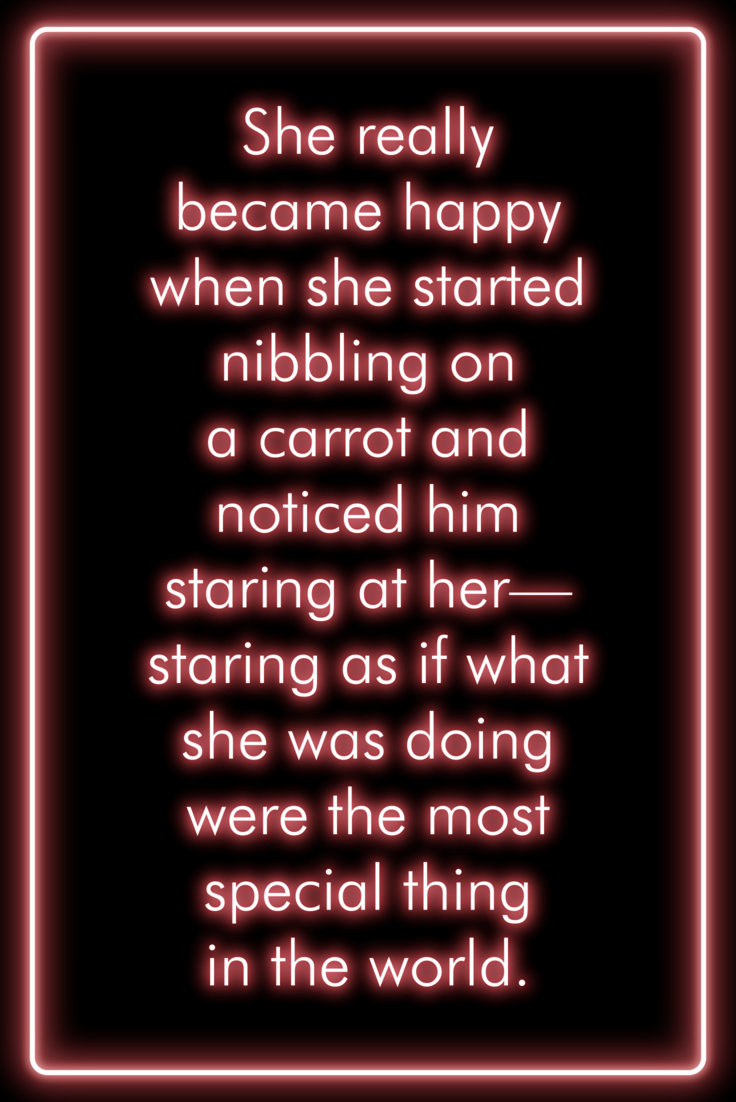 She really
became happy
when she started
nibbling on
a carrot and
noticed him
staring at her—
staring as if what
she was doing
were the most
special thing
in the world.